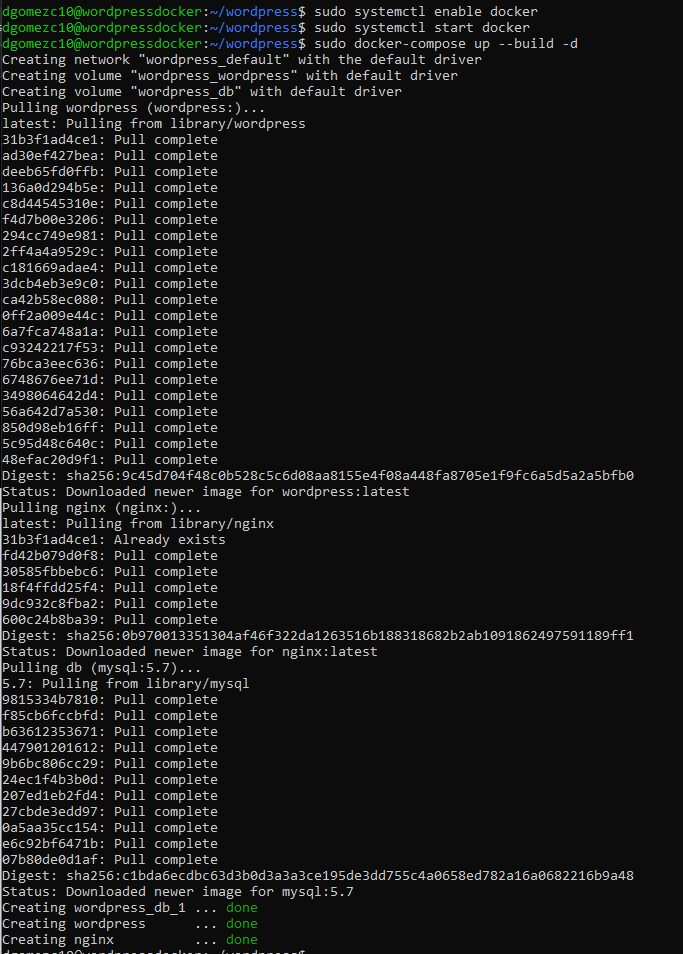 dgomezc10@wordpressdocker:~/wordpress$ sudo systemctl enable docker
dgomezc10@wordpressdocker:~/wordpress$ sudo systemctl start docker
dgomezc10@wordpressdocker:~/wordpress$ sudo docker-compose up --build -d
Creating network "wordpress_default" with the default driver
Creating volume "wordpress_wordpress" with default driver
Creating volume "wordpress_db" with default driver
Pulling wordpress (wordpress:)...
latest: Pulling from library/wordpress
31b3f1ad4ce1: Pull complete
ad30ef427bea: Pull complete
deeb65fd0ffb: Pull complete
136a0d294b5e: Pull complete
c8d44545310e: Pull complete
f4d7b00e3206: Pull complete
294cc749e981: Pull complete
2ff4a4a9529c: Pull complete
c181669adae4: Pull complete
3dcb4eb3e9c0: Pull complete
ca42b58ec080: Pull complete
0ff2a009e44c: Pull complete
6a7fca748a1a: Pull complete
c93242217f53: Pull complete
76bca3eec636: Pull complete
6748676ee71d: Pull complete
3498064642d4: Pull complete
56a642d7a530: Pull complete
850d98eb16ff: Pull complete
5c95d48c640c: Pull complete
48efac20d9f1: Pull complete
Digest: sha256:9c45d704f48c0b528c5c6d08aa8155e4f08a448fa8705e1f9fc6a5d5a2a5bfb0
Status: Downloaded newer image for wordpress:latest
Pulling nginx (nginx:)...
latest: Pulling from library/nginx
31b3f1ad4ce1: Already exists
fd42b079d0f8: Pull complete
30585fbbebc6: Pull complete
18f4ffdd25f4: Pull complete
9dc932c8fba2: Pull complete
600c24b8ba39: Pull complete
Digest: sha256:0b970013351304af46f322da1263516b188318682b2ab1091862497591189ff1
Status: Downloaded newer image for nginx:latest
Pulling db (mysql:5.7)...
5.7: Pulling from library/mysql
9815334b7810: Pull complete
f85cb6fccbfd: Pull complete
b63612353671: Pull complete
447901201612: Pull complete
9b6bc806cc29: Pull complete
24ec1f4b3b0d: Pull complete
207ed1eb2fd4: Pull complete
27cbde3edd97: Pull complete
0a5aa35cc154: Pull complete
e6c92bf6471b: Pull complete
07b80de0d1af: Pull complete
Digest: sha256:c1bda6ecdbc63d3b0d3a3a3ce195de3dd755c4a0658ed782a16a0682216b9a48
Status: Downloaded newer image for mysql:5.7
Creating wordpress_db_1 ... done
Creating wordpress      ... done
Creating nginx          ... done
dgomezc10@wordpressdocker:~/wordpress$